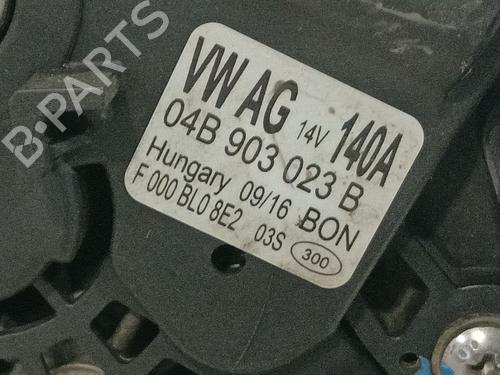 B-PARTS
VW AG 14V 140A
04B 903 023 B
Hungary 09/16 BON
F 000 BL0 8E2 03S 300